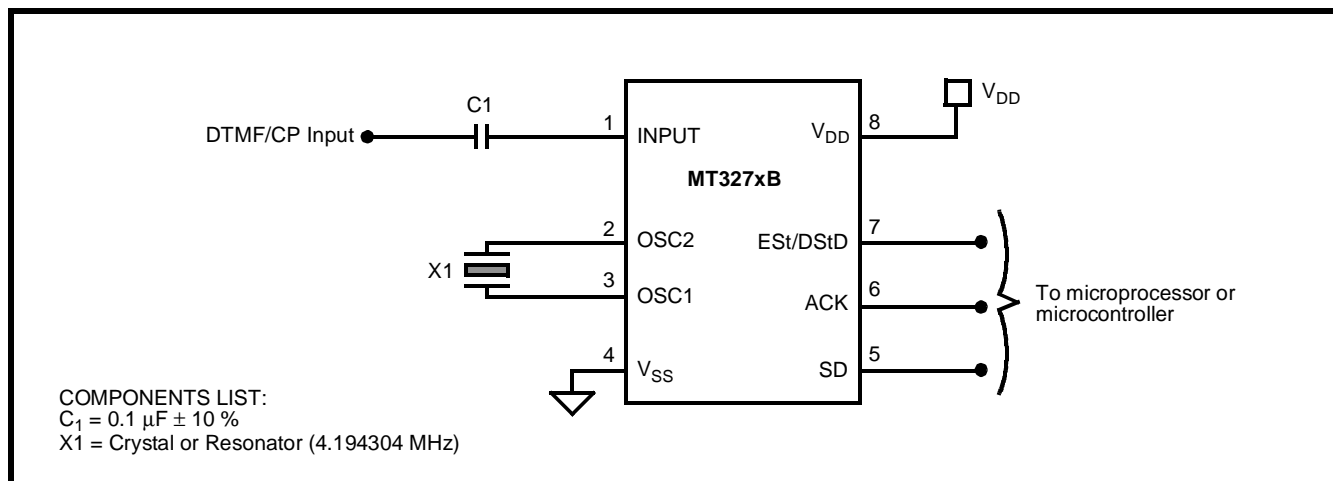 C1
V_DD
DTMF/CP Input
1
INPUT
V_DD
8
MT327xB
2
OSC2
ESt/DStD
7
X1
3
OSC1
ACK
6
To microprocessor or
microcontroller
4
V_SS
SD
5
COMPONENTS LIST:
C_1 = 0.1 µF ± 10 %
X1 = Crystal or Resonator (4.194304 MHz)